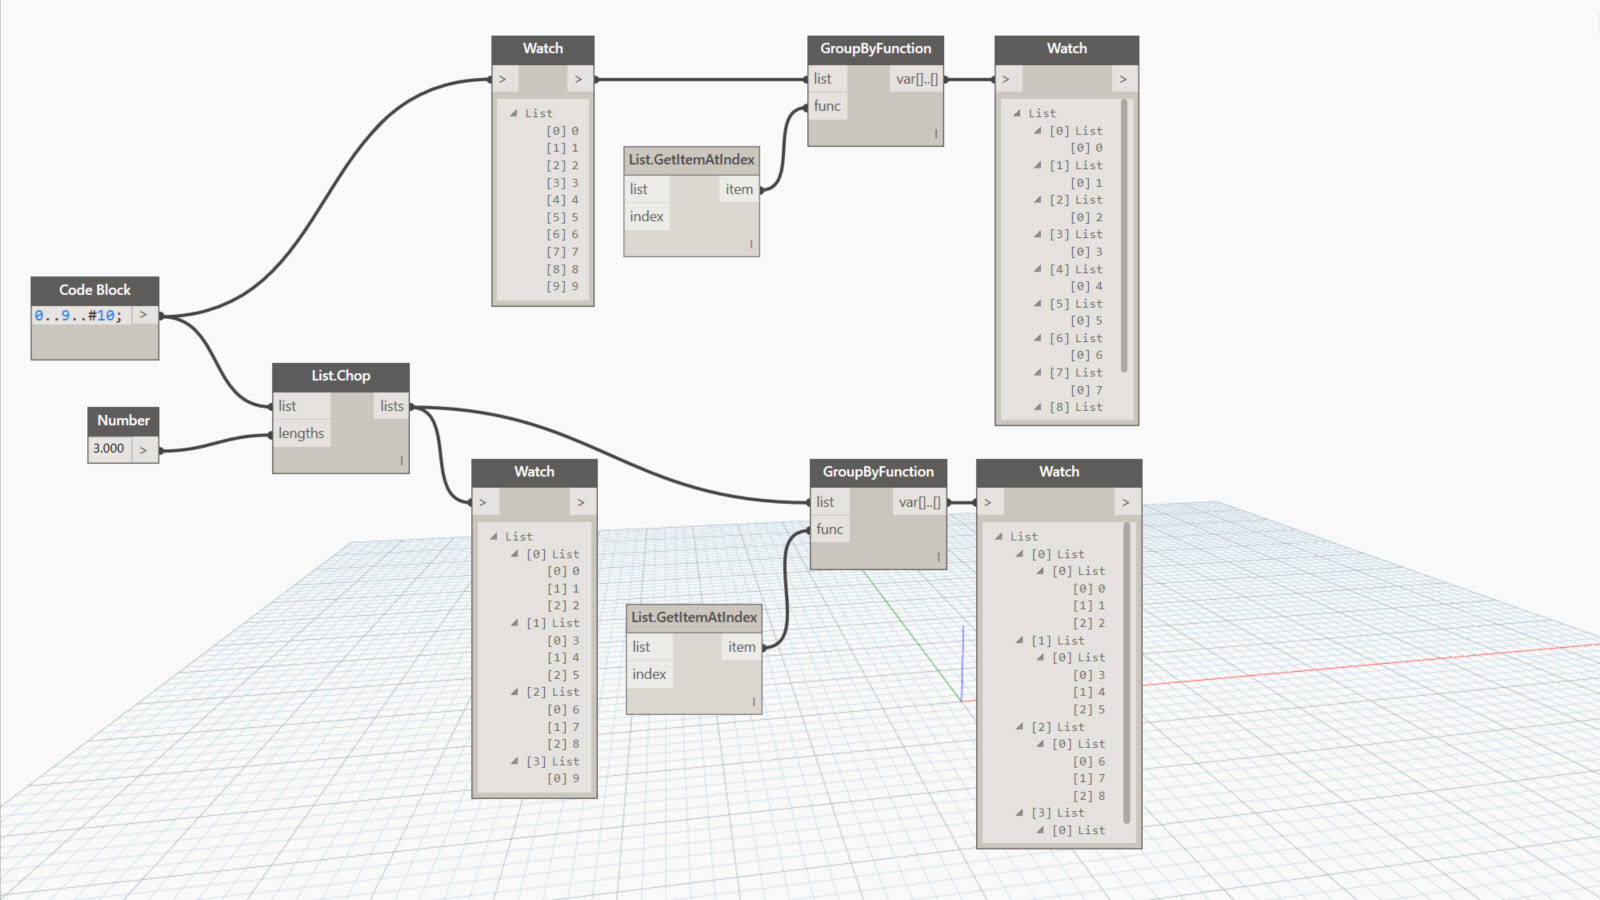 Code Block
0..9..#10; >
Number
3.000 >
List.Chop
list lists
lengths
l
Watch
> >
List
[0] 0
[1] 1
[2] 2
[3] 3
[4] 4
[5] 5
[6] 6
[7] 7
[8] 8
[9] 9
List.GetItemAtIndex
list item
index
l
GroupByFunction
list var[]..[]
func
l
Watch
> >
List
[0] List
[0] 0
[1] List
[0] 1
[2] List
[0] 2
[3] List
[0] 3
[4] List
[0] 4
[5] List
[0] 5
[6] List
[0] 6
[7] List
[0] 7
[8] List
Watch
> >
List
[0] List
[0] 0
[1] 1
[2] 2
[1] List
[0] 3
[1] 4
[2] 5
[2] List
[0] 6
[1] 7
[2] 8
[3] List
[0] 9
List.GetItemAtIndex
list item
index
l
GroupByFunction
list var[]..[]
func
l
Watch
> >
List
[0] List
[0] List
[0] 0
[1] 1
[2] 2
[1] List
[0] List
[0] 3
[1] 4
[2] 5
[2] List
[0] List
[0] 6
[1] 7
[2] 8
[3] List
[0] List